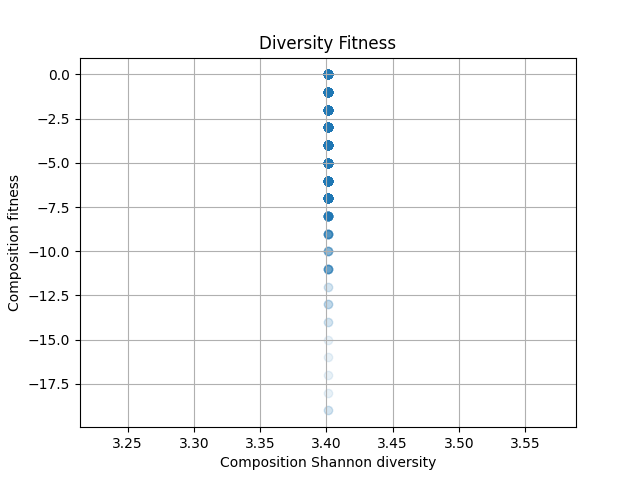 Diversity Fitness
0.0
−2.5
−5.0
−7.5
−10.0
−12.5
−15.0
−17.5
Composition fitness
3.25 3.30 3.35 3.40 3.45 3.50 3.55
Composition Shannon diversity